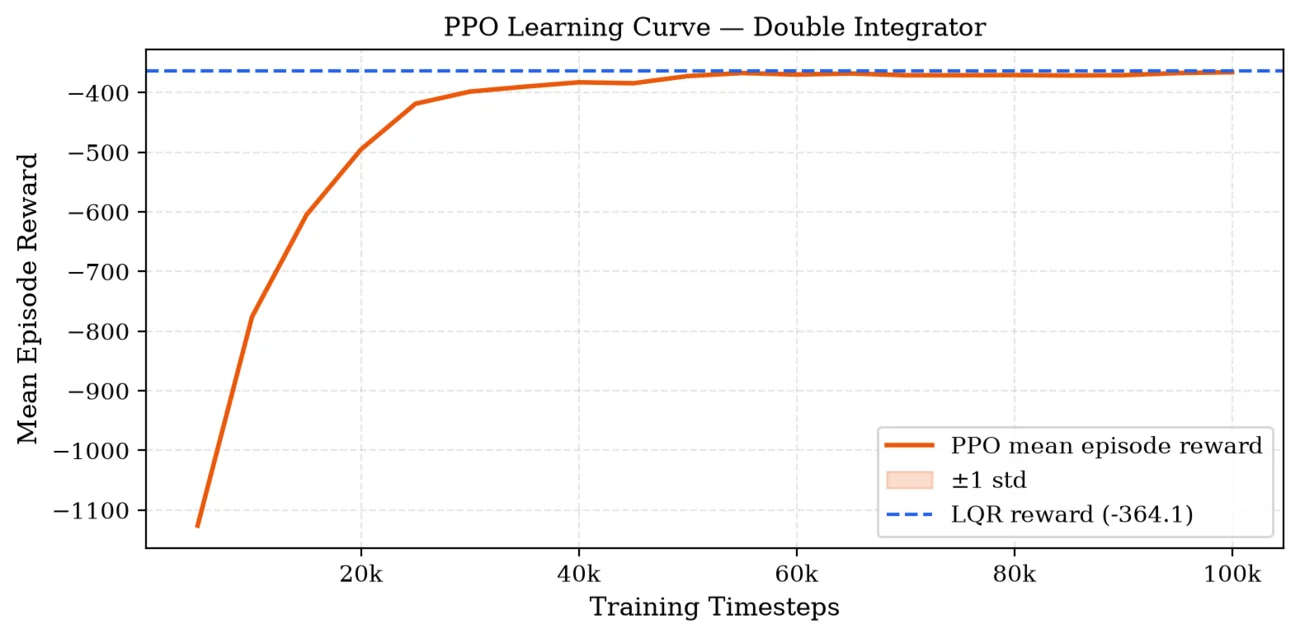 PPO Learning Curve — Double Integrator
Mean Episode Reward
−400
−500
−600
−700
−800
−900
−1000
−1100
20k
40k
60k
80k
100k
Training Timesteps
PPO mean episode reward
±1 std
LQR reward (-364.1)